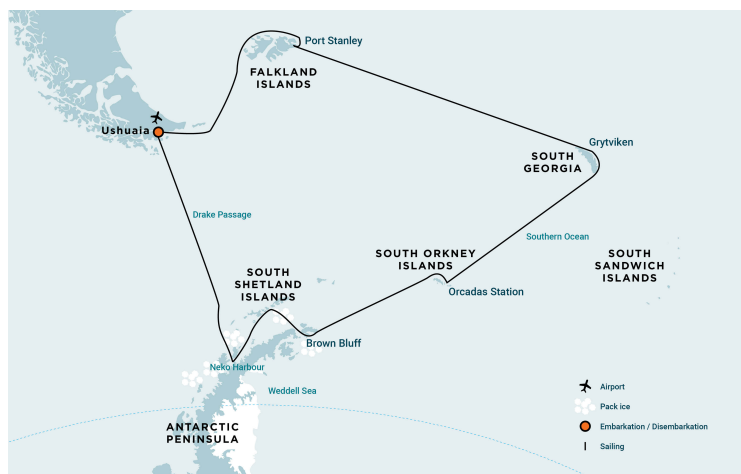 Port Stanley
FALKLAND
ISLANDS
Ushuaia
Grytviken
SOUTH
GEORGIA
Drake Passage
Southern Ocean
SOUTH ORKNEY
ISLANDS
SOUTH
SANDWICH
ISLANDS
SOUTH
SHETLAND
ISLANDS
Orcadas Station
Brown Bluff
Neko Harbour
Weddell Sea
ANTARCTIC
PENINSULA
Airport
Pack ice
Embarkation / Disembarkation
Sailing